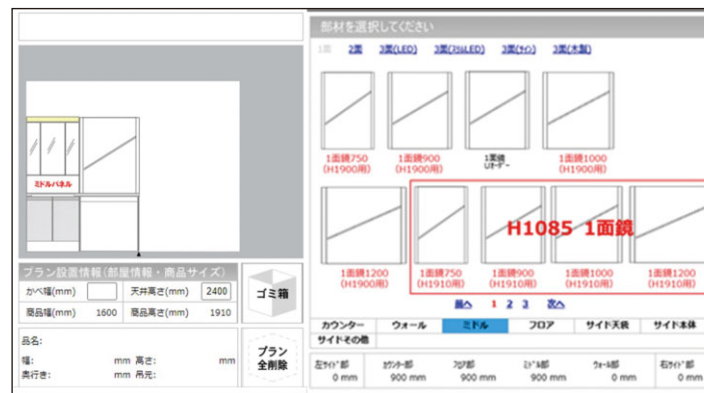 部材を選択してください
1面 2面 3面(LED) 3面(スリムLED) 3面(サイン) 3面(木製)
1面鏡750 (H1900用)
1面鏡900 (H1900用)
1面鏡
1面鏡1000 (H1900用)
ミドルパネル
H1085 1面鏡
1面鏡1200 (H1900用)
1面鏡750 (H1910用)
1面鏡900 (H1910用)
1面鏡1000 (H1910用)
1面鏡1200 (H1910用)
前へ 1 2 3 次へ
プラン設置情報(部屋情報・商品サイズ)
かべ幅(mm) 天井高さ(mm) 2400
商品幅(mm) 1600 商品高さ(mm) 1910
ゴミ箱
品名:
幅: mm 高さ: mm
奥行き: mm 吊元:
プラン
全削除
カウンター ウォール ミドル フロア サイド天袋 サイド本体
サイドその他
左サイド部 カウンター部 フロア部 ミドル部 ウォール部 右サイド部
0 mm 900 mm 900 mm 900 mm 0 mm 0 mm